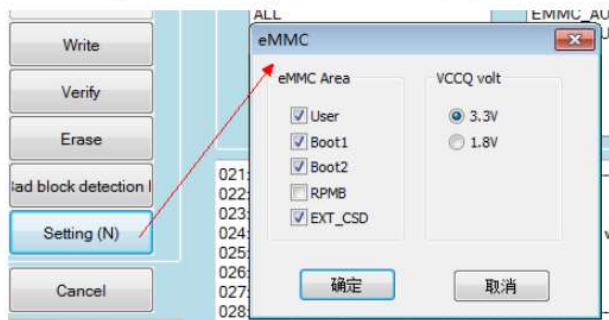 Write
Verify
Erase
ad block detection
Setting (N)
Cancel
ALL
EMMC_AU
eMMC
eMMC Area
User
Boot1
Boot2
RPMB
EXT_CSD
VCCQ volt
3.3V
1.8V
确定
取消
021:
022:
023:
024:
025:
026:
027:
028: